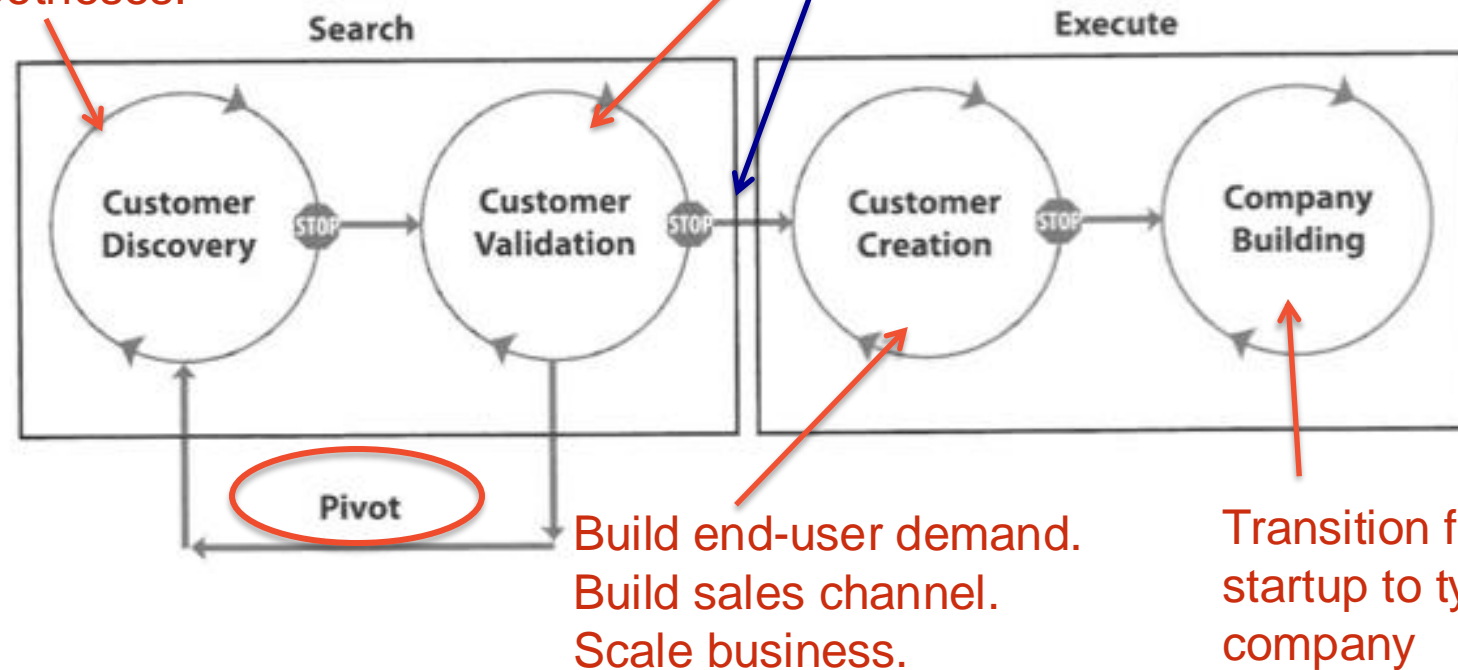 Search
Execute
Customer
Discovery
STOP
Customer
Validation
STOP
Customer
Creation
STOP
Company
Building
Pivot
Build end-user demand.
Build sales channel.
Scale business.
Transition
startup to
company